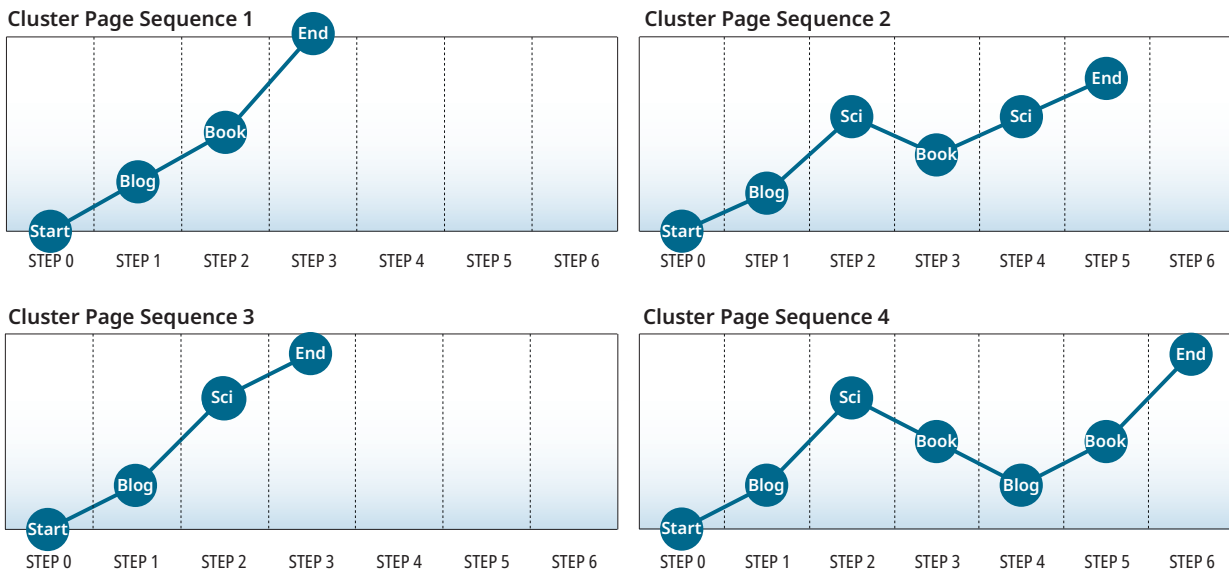 Cluster Page Sequence 1
End
Book
Blog
Start
STEP 0 STEP 1 STEP 2 STEP 3 STEP 4 STEP 5 STEP 6
Cluster Page Sequence 2
End
Sci Sci
Book
Blog
Start
STEP 0 STEP 1 STEP 2 STEP 3 STEP 4 STEP 5 STEP 6
Cluster Page Sequence 3
End
Sci
Blog
Start
STEP 0 STEP 1 STEP 2 STEP 3 STEP 4 STEP 5 STEP 6
Cluster Page Sequence 4
End
Sci
Book Book
Blog Blog
Start
STEP 0 STEP 1 STEP 2 STEP 3 STEP 4 STEP 5 STEP 6